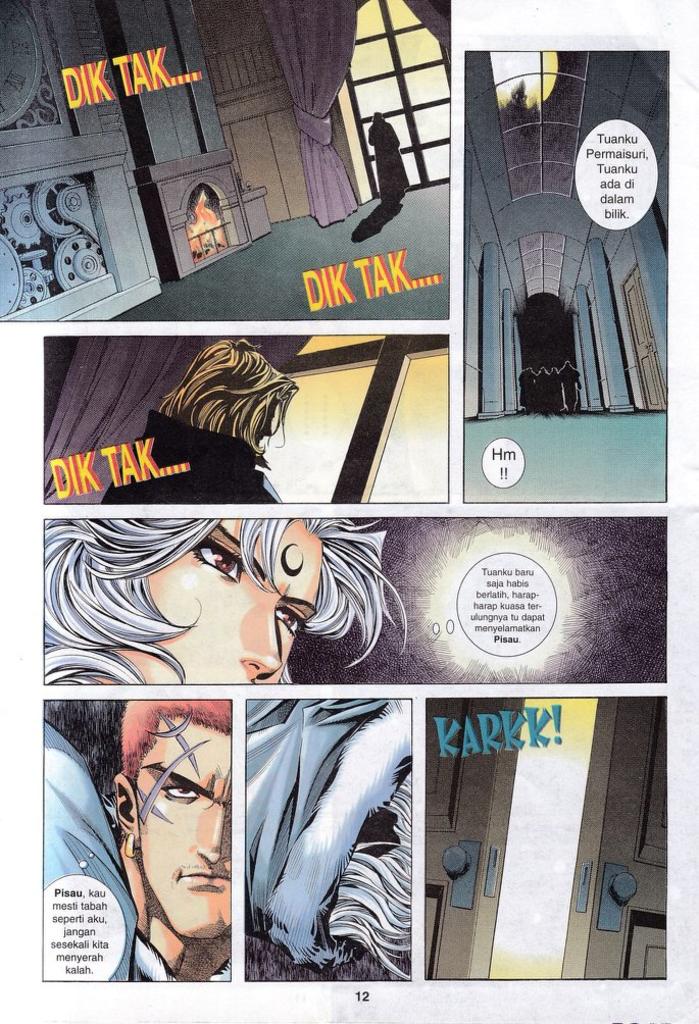 DIK TAK....
DIK TAK....
Tuanku
Permaisuri,
Tuanku
ada di
dalam
bilik.
Hm
!!
DIK TAK....
Tuanku baru
saja habis
berlatih, harap-
harap kuasa ter-
ulungnya tu dapat
menyelamatkan
Pisau.
Pisau, kau
mesti tabah
seperti aku,
jangan
sesekali kita
menyerah
kalah.
KARKK!
12